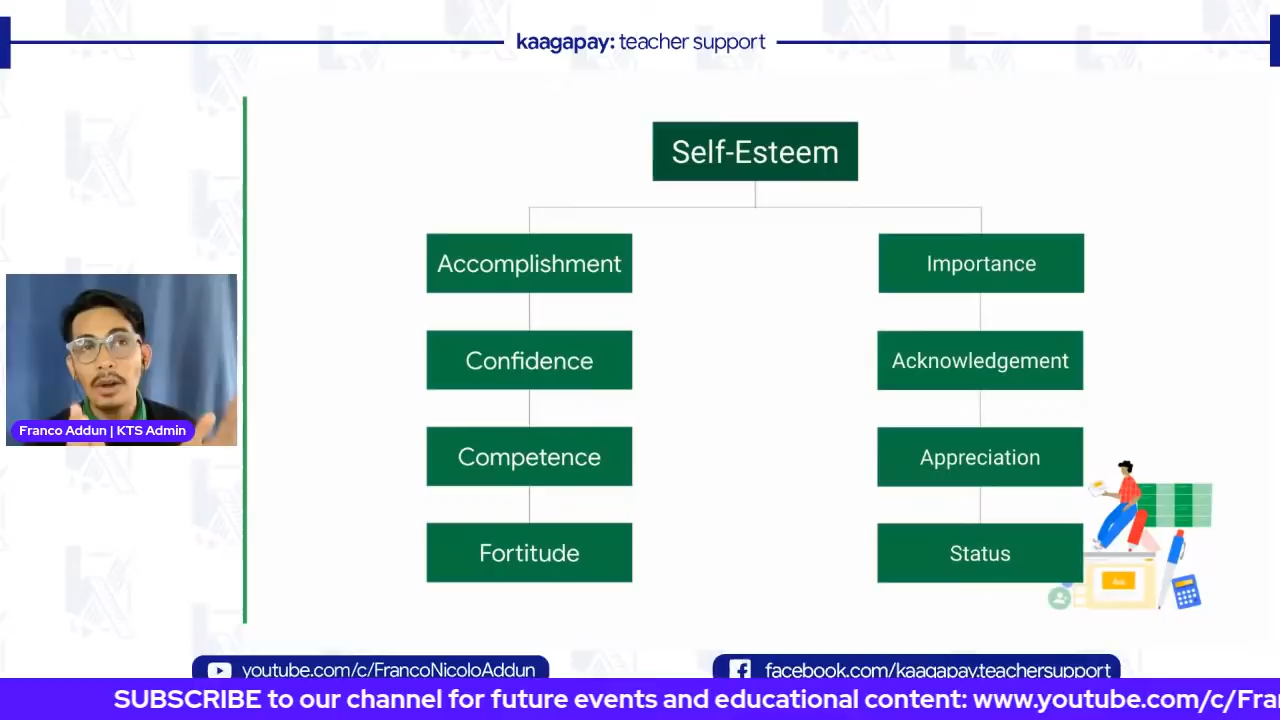 kaagapay: teacher support
Self-Esteem
Accomplishment
Importance
Confidence
Acknowledgement
Competence
Appreciation
Fortitude
Status
Franco Addun | KTS Admin
youtube.com/c/FrancoNicoloAddun
facebook.com/kaagapay.teachersupport
SUBSCRIBE to our channel for future events and educational content: www.youtube.com/c/Fra